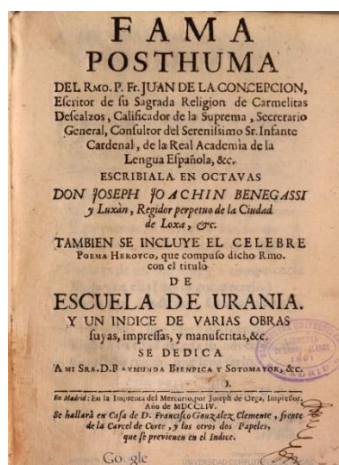 FAMA
POSTHUMA
DEL Rmo. P. Fr. JUAN DE LA CONCEPCION,
Escritor de su Sagrada Religion de Carmelitas
Descalzos, Calificador de la Suprema, Secretario
General, Consultor del Serenissimo Sr. Infante
Cardenal, de la Real Academia de la
Lengua Española, &c.
ESCRIBIALA EN OCTAVAS
DON JOSEPH JOACHIN BENEGASSI
y Luxàn, Regidor perpetuo de la Ciudad
de Loxa, &c.
TAMBIEN SE INCLUYE EL CELEBRE
POEMA HEROYCO, que compuso dicho Rmo.
con el titulo
DE
ESCUELA DE URANIA.
Y UN INDICE DE VARIAS OBRAS
suyas, impressas, y manuscritas, &c.
SE DEDICA
A MI SRA. D. RAYMUNDA BIENPICA Y SOTOMAYOR, &c.
En Madrid: En la Imprenta del Mercurio, por Joseph de Orga, Impressor,
Año de MDCCLIV.
Se hallarà en Casa de D. Francisco Gonzalez Clemente, frente
de la Carcel de Corte, y los otros dos Papeles,
que se previenen en el Indice.
Google